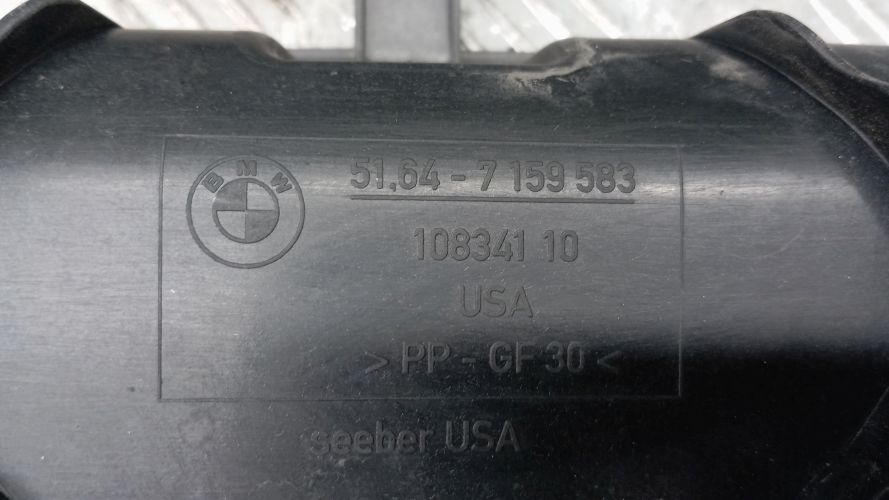 BMW
51,64 - 7 159 583
108341 10
USA
> PP - GF 30 <
seeber USA